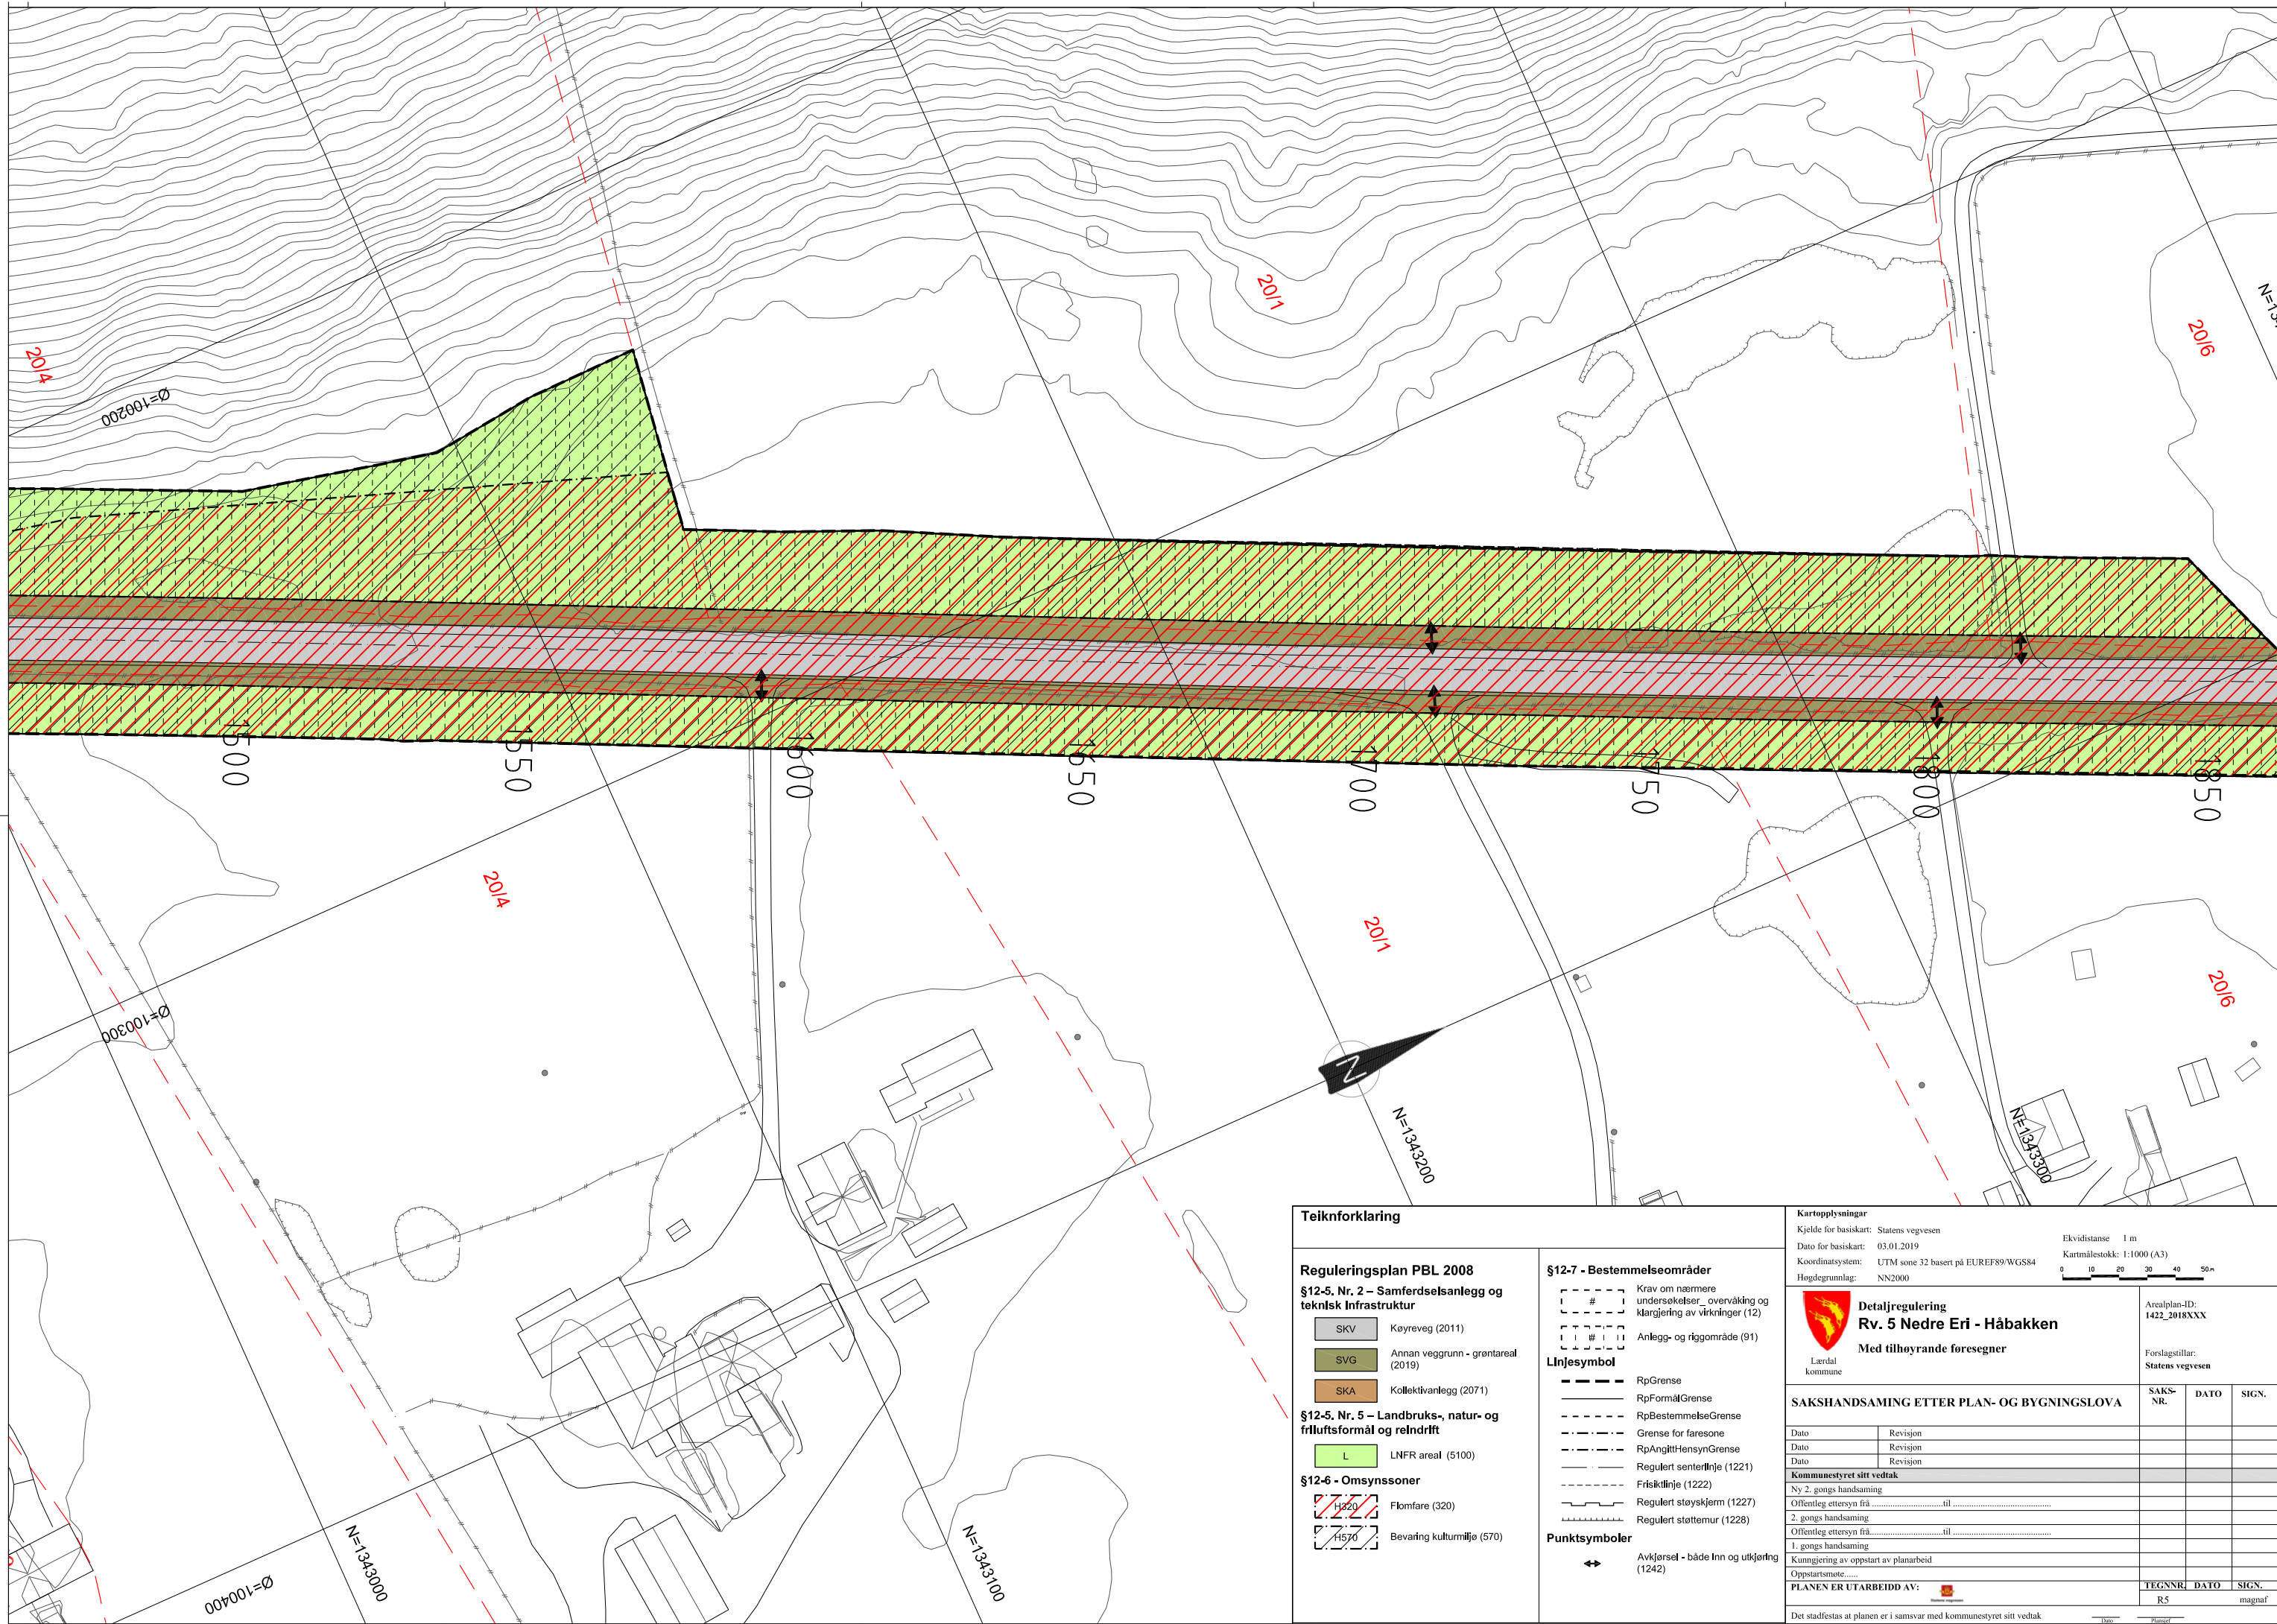 20/4
Ø=100200
20/1
20/6
1500
1550
1600
1650
1700
1750
1800
1850
20/4
20/1
20/6
Ø=100300
N
N=1343200
N=1343300
N=1343000
N=1343100
Ø=100400
Teiknforklaring
Reguleringsplan PBL 2008
§12-5. Nr. 2 – Samferdselsanlegg og
teknisk infrastruktur
SKV Køyreveg (2011)
SVG Annan veggrunn - grøntareal
(2019)
SKA Kollektivanlegg (2071)
§12-5. Nr. 5 – Landbruks-, natur- og
friluftsformål og reindrift
L LNFR areal (5100)
§12-6 - Omsynssoner
H320 Flomfare (320)
H570 Bevaring kulturmiljø (570)
§12-7 - Bestemmelseområder
# Krav om nærmere
undersøkelser_ overvåking og
klargjering av virkninger (12)
# Anlegg- og riggområde (91)
Linjesymbol
RpGrense
RpFormålGrense
RpBestemmelseGrense
Grense for faresone
RpAngittHensynGrense
Regulert senterlinje (1221)
Frisiktlinje (1222)
Regulert støyskjerm (1227)
Regulert støttemur (1228)
Punktsymboler
Avkjørsel - både inn og utkjøring
(1242)
Kartopplysningar
Kjelde for basiskart: Statens vegvesen
Dato for basiskart: 03.01.2019
Koordinatsystem: UTM sone 32 basert på EUREF89/WGS84
Høgdegrunnlag: NN2000
Ekvidistanse 1 m
Kartmålestokk: 1:1000 (A3)
0 10 20 30 40 50m
Lærdal
kommune
Detaljregulering
Rv. 5 Nedre Eri - Håbakken
Med tilhøyrande føresegner
Arealplan-ID:
1422_2018XXX
Forslagstillar:
Statens vegvesen
SAKSHANDSAMING ETTER PLAN- OG BYGNINGSLOVA
SAKS-
NR. DATO SIGN.
Dato Revisjon
Dato Revisjon
Dato Revisjon
Kommunestyret sitt vedtak
Ny 2. gongs handsaming
Offentleg ettersyn frå ..............................til .........................................
2. gongs handsaming
Offentleg ettersyn frå..............................til .........................................
1. gongs handsaming
Kunngjering av oppstart av planarbeid
Oppstartsmøte......
PLANEN ER UTARBEIDD AV:
Statens vegvesen
TEGNNR. DATO SIGN.
R5 magnaf
Det stadfestas at planen er i samsvar med kommunestyret sitt vedtak
Dato Plansjef